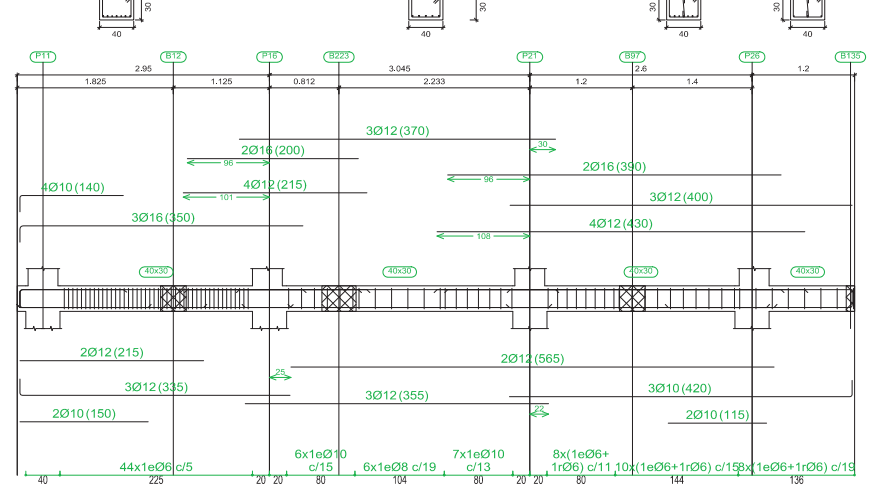 30 30 30 30
40 40 40 40
P11 B12 P16 B223 P21 B97 P26 B135
2.95 3.045 2.6 1.2
1.825 1.125 0.812 2.233 1.2 1.4
3Ø12(370)
30
2Ø16(200)
96
2Ø16(390)
96
4Ø10(140)
4Ø12(215)
101
3Ø12(400)
3Ø16(350)
4Ø12(430)
108
40x30 40x30 40x30 40x30
2Ø12(215)
2Ø12(565)
25
3Ø12(335)
3Ø12(355)
3Ø10(420)
22
2Ø10(150)
2Ø10(115)
6x1eØ10 7x1eØ10 8x(1eØ6+
44x1eØ6 c/5 c/15 6x1eØ8 c/19 c/13 1rØ6) c/11 10x(1eØ6+1rØ6) c/15 8x(1eØ6+1rØ6) c/19
40 225 20 20 80 104 80 20 20 80 144 136